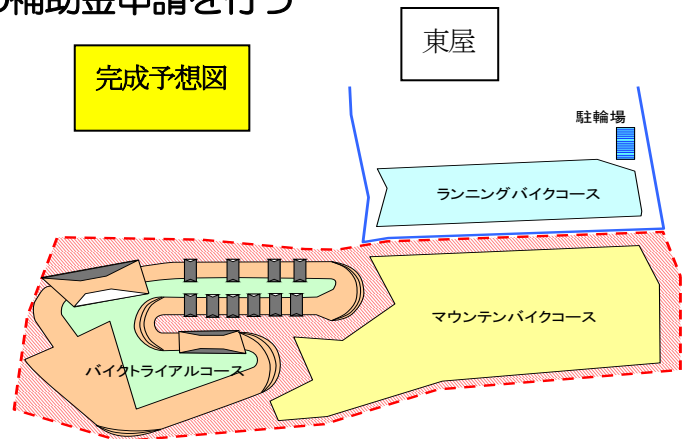 の補助金申請を行う
東屋
完成予想図
駐輪場
ランニングバイクコース
マウンテンバイクコース
バイクトライアルコース